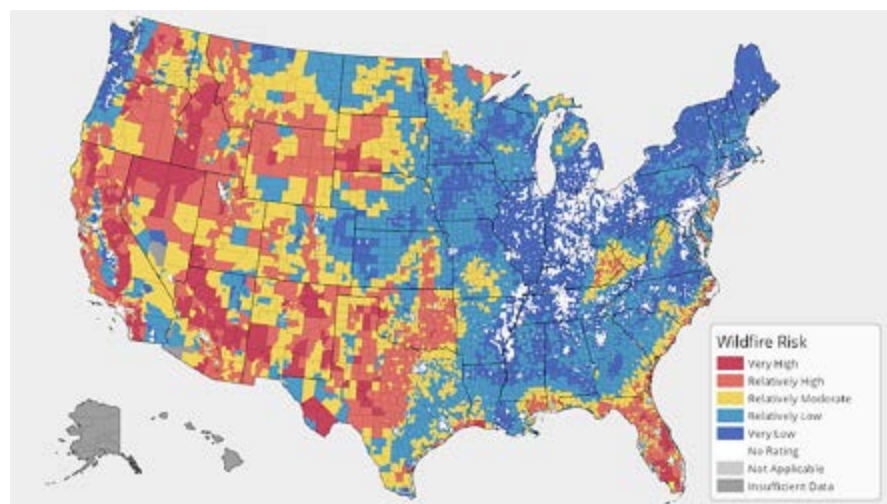 Wildfire Risk
Very High
Relatively High
Relatively Moderate
Relatively Low
Very Low
No Rating
Not Applicable
Insufficient Data